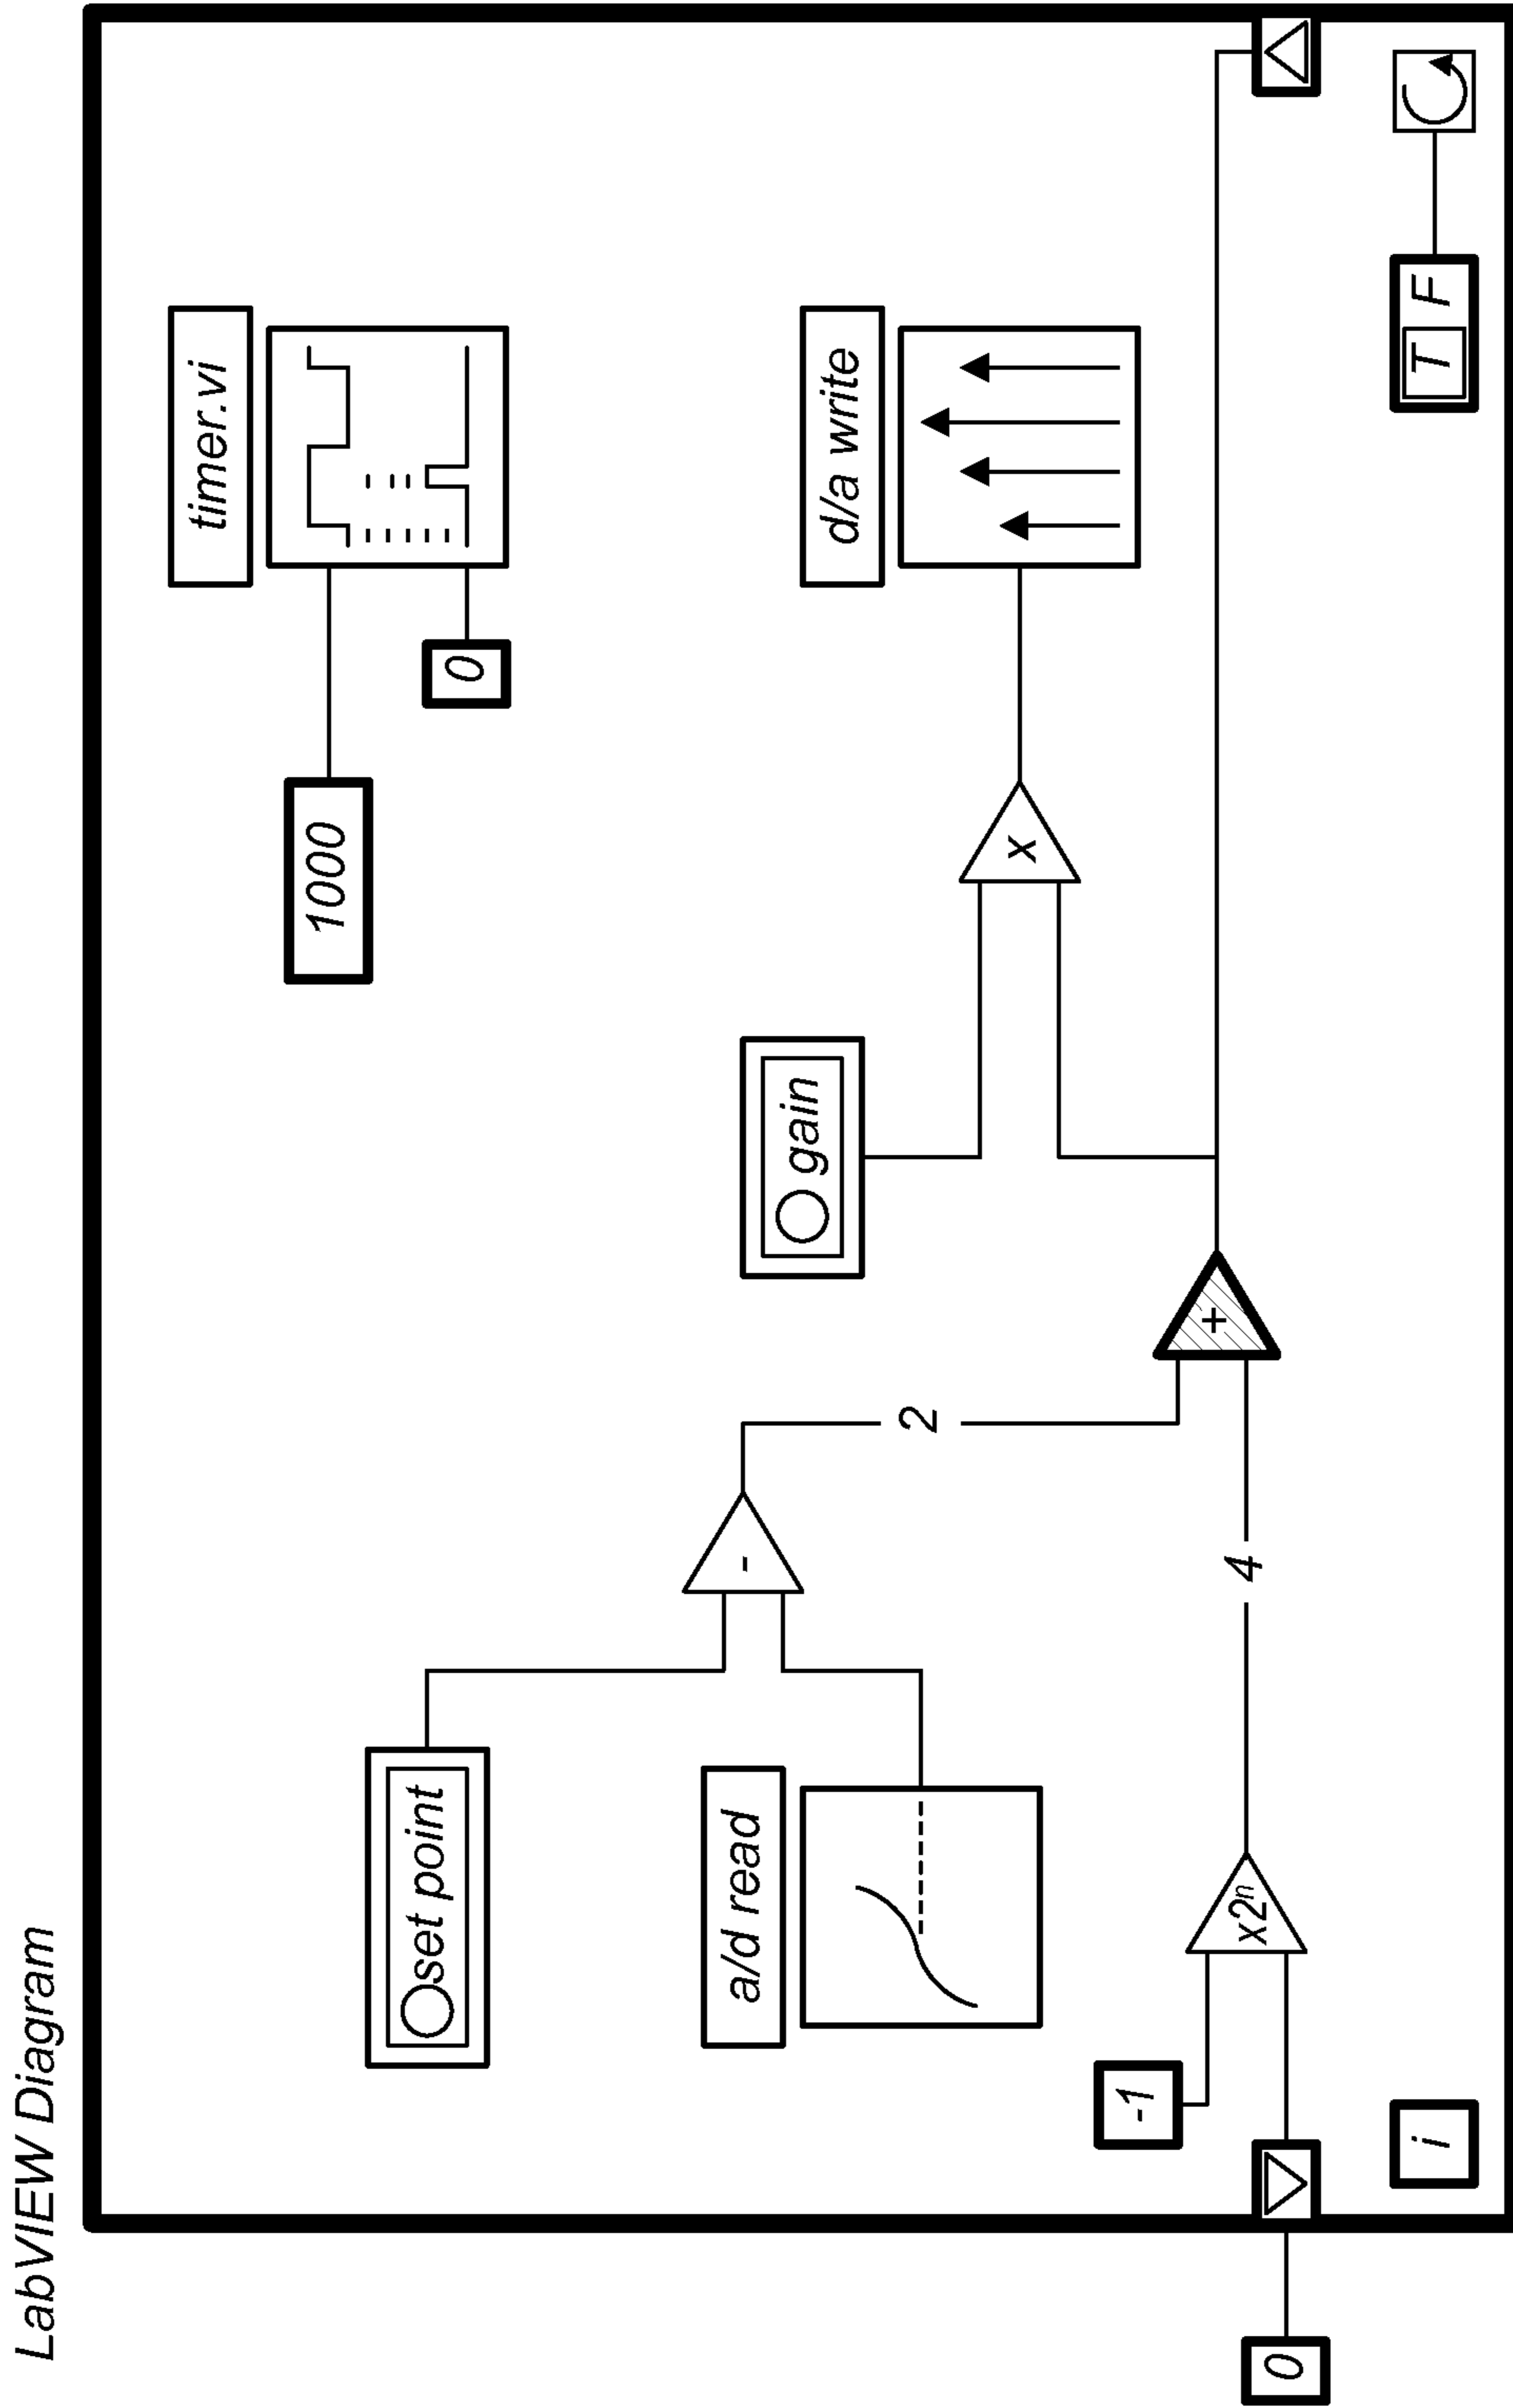 LabVIEW Diagram
timer.vi
1000
0
set point
gain
d/a write
-
x
a/d read
2
-1
x2ⁿ
4
+
0
i
T F